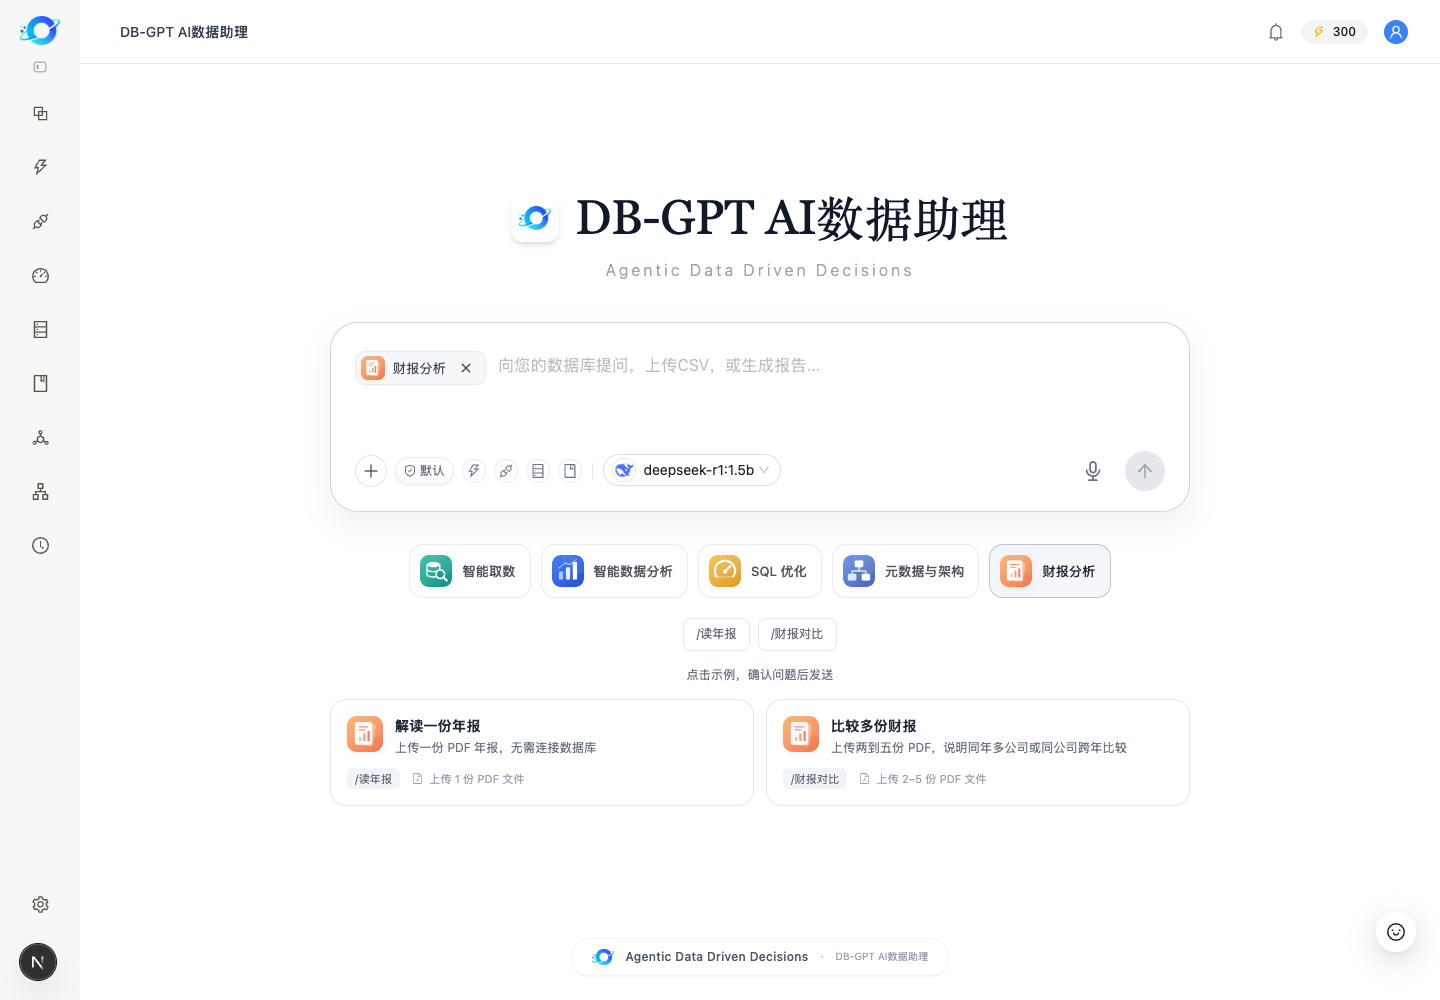 DB-GPT AI数据助理
300
DB-GPT AI数据助理
Agentic Data Driven Decisions
财报分析
向您的数据库提问，上传CSV，或生成报告...
默认
deepseek-r1:1.5b
智能取数
智能数据分析
SQL 优化
元数据与架构
财报分析
/读年报
/财报对比
点击示例，确认问题后发送
解读一份年报
上传一份 PDF 年报，无需连接数据库
/读年报
上传 1 份 PDF 文件
比较多份财报
上传两到五份 PDF，说明同年多公司或同公司跨年比较
/财报对比
上传 2–5 份 PDF 文件
N
Agentic Data Driven Decisions · DB-GPT AI数据助理